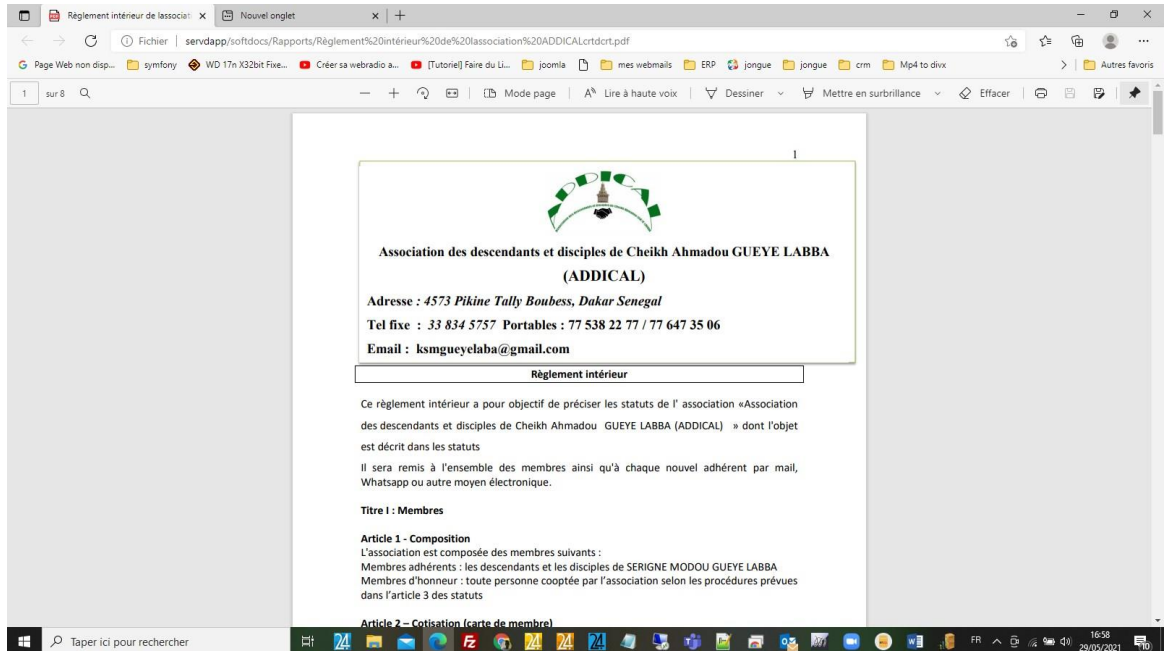 Règlement intérieur de lassociati
Nouvel onglet
Fichier | servdapp/softdocs/Rapports/Règlement%20intérieur%20de%20lassociation%20ADDICALcrtdcrt.pdf
Page Web non disp... symfony WD 17n X32bit Fixe... Créer sa webradio a... [Tutoriel] Faire du Li... joomla mes webmails ERP jongue jongue crm Mp4 to divx Autres favoris
1 sur 8 Mode page Lire à haute voix Dessiner Mettre en surbrillance Effacer
1
ADDICAL
Association des descendants et disciples de Cheikh Ahmadou GUEYE LABBA
(ADDICAL)
Adresse : 4573 Pikine Tally Boubess, Dakar Senegal
Tel fixe : 33 834 5757 Portables : 77 538 22 77 / 77 647 35 06
Email : ksmgueyelaba@gmail.com
Règlement intérieur
Ce règlement intérieur a pour objectif de préciser les statuts de l' association «Association
des descendants et disciples de Cheikh Ahmadou GUEYE LABBA (ADDICAL) » dont l'objet
est décrit dans les statuts
Il sera remis à l'ensemble des membres ainsi qu'à chaque nouvel adhérent par mail,
Whatsapp ou autre moyen électronique.
Titre I : Membres
Article 1 - Composition
L'association est composée des membres suivants :
Membres adhérents : les descendants et les disciples de SERIGNE MODOU GUEYE LABBA
Membres d'honneur : toute personne cooptée par l'association selon les procédures prévues
dans l'article 3 des statuts
Article 2 – Cotisation (carte de membre)
Taper ici pour rechercher
FR
16:58
29/05/2021